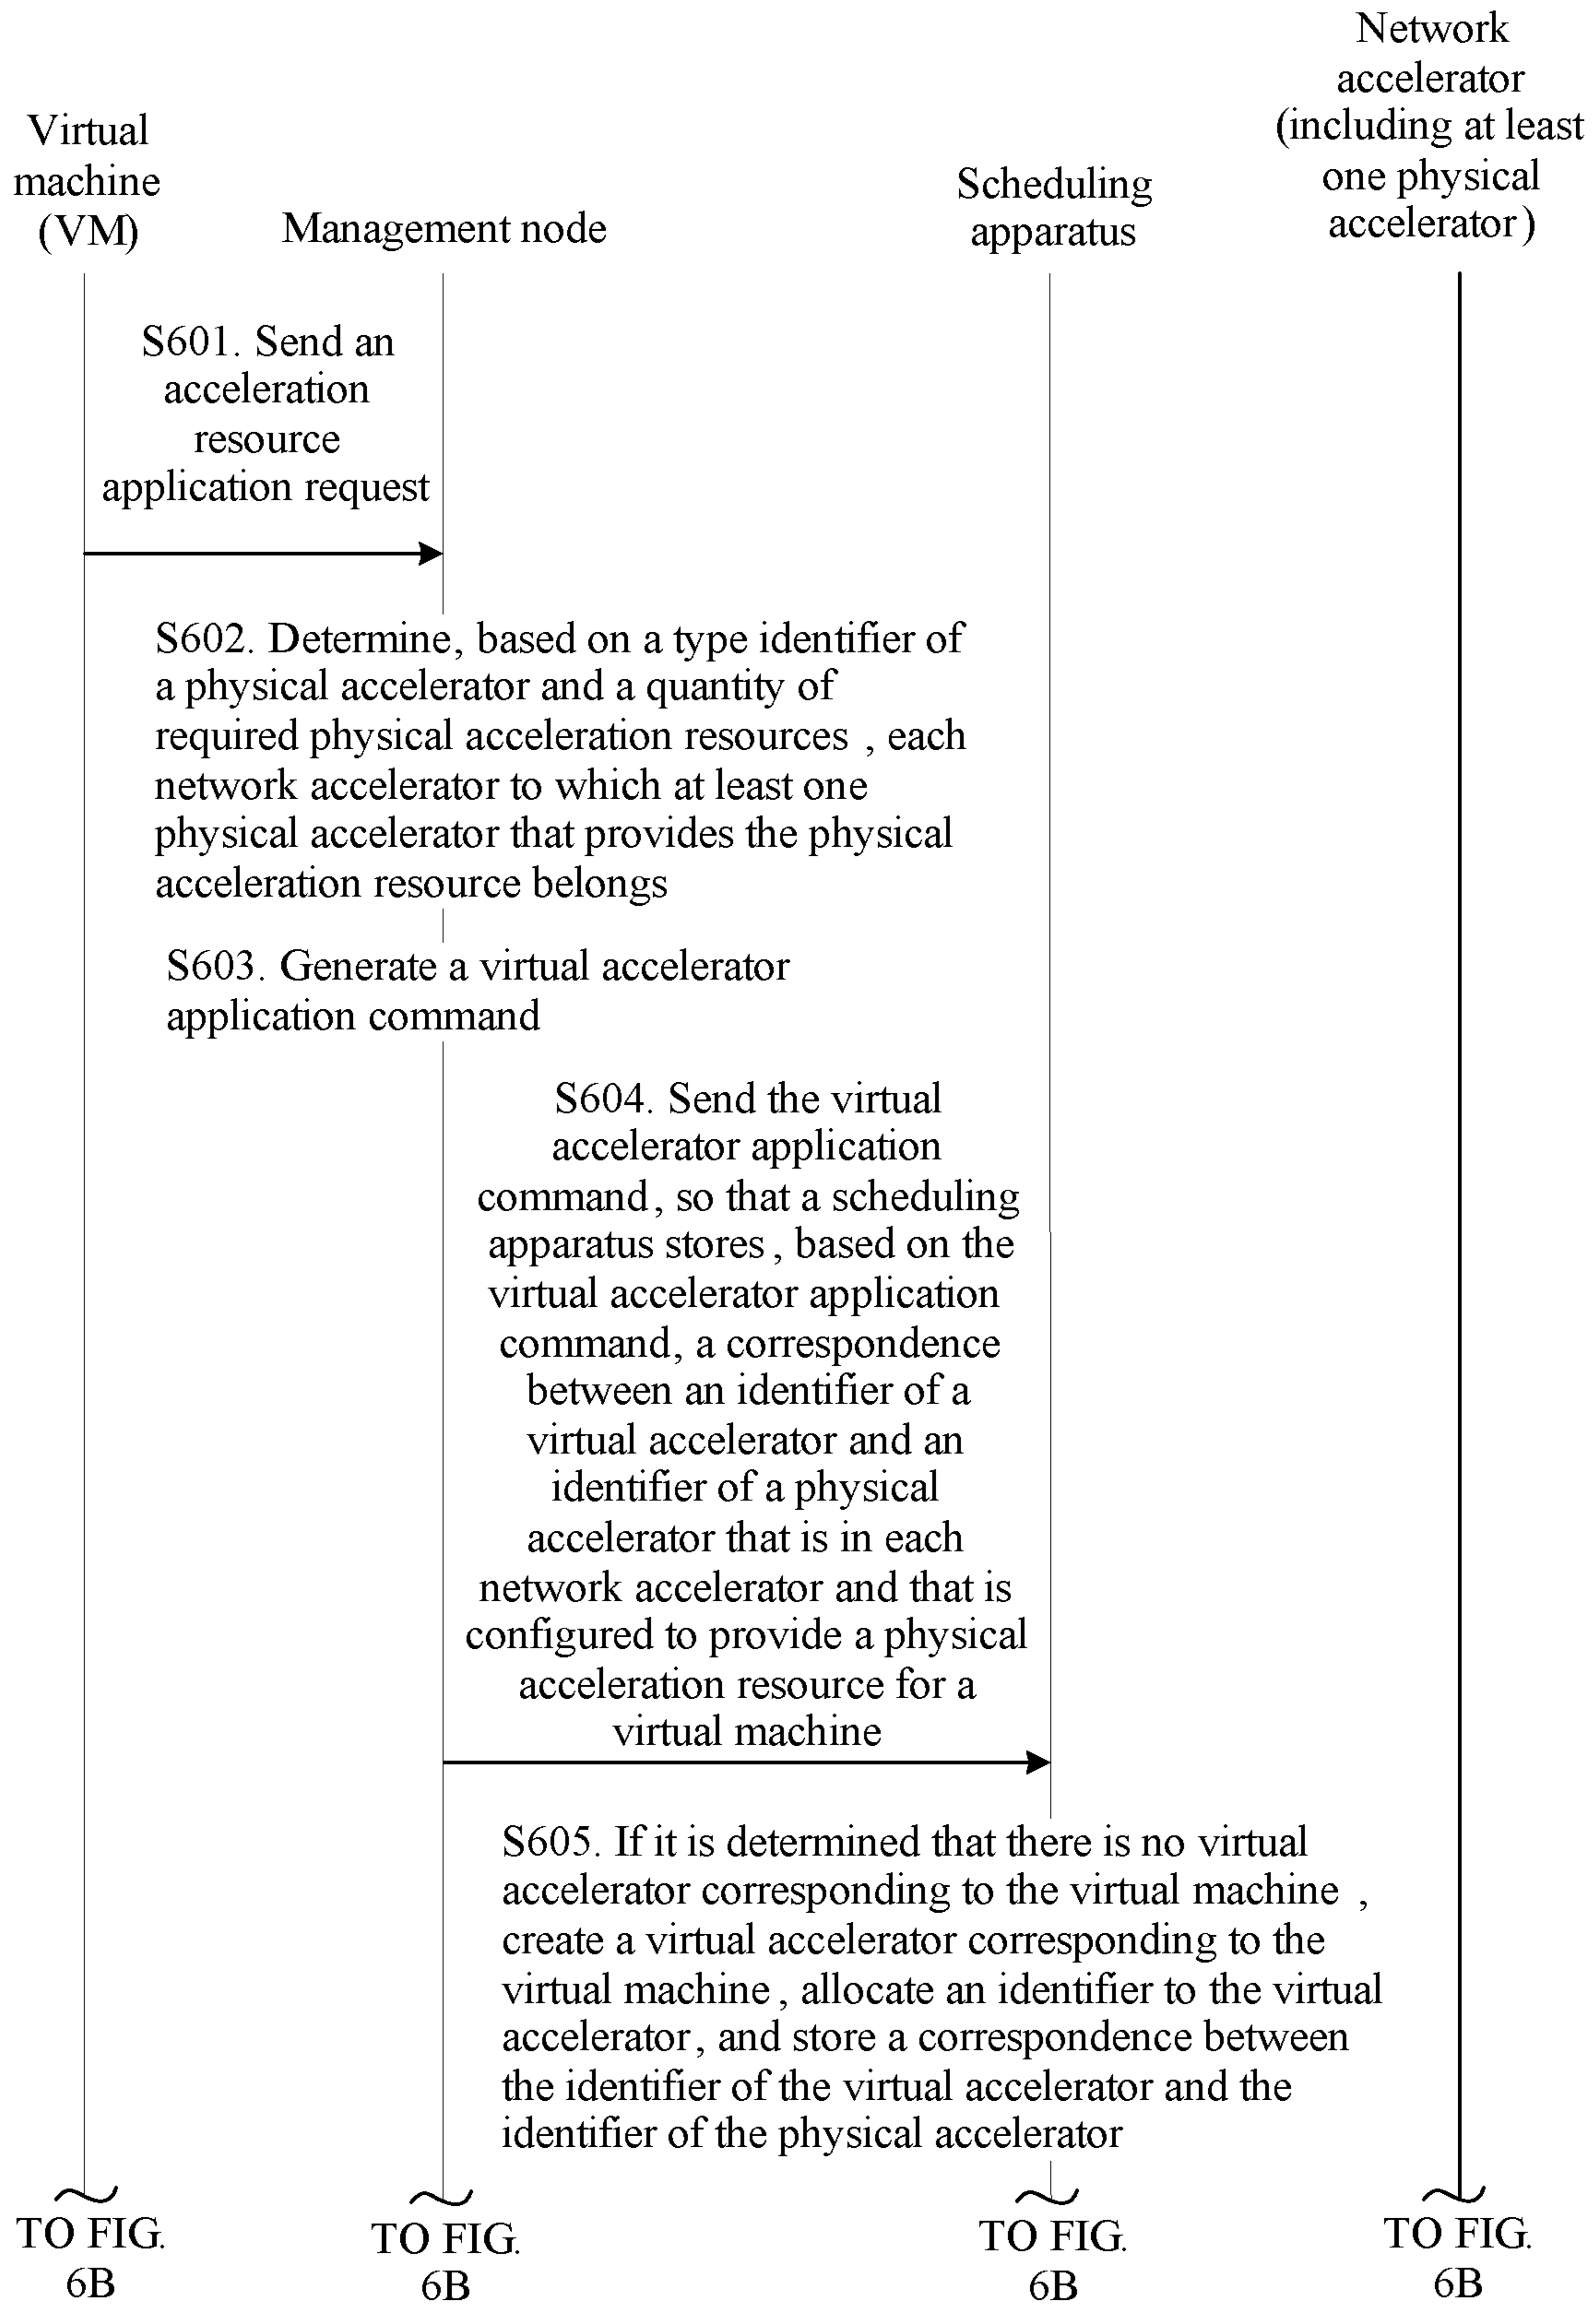 Virtual
machine
(VM)
Management node
Scheduling
apparatus
Network
accelerator
(including at least
one physical
accelerator)
S601. Send an
acceleration
resource
application request
S602. Determine, based on a type identifier of
a physical accelerator and a quantity of
required physical acceleration resources , each
network accelerator to which at least one
physical accelerator that provides the physical
acceleration resource belongs
S603. Generate a virtual accelerator
application command
S604. Send the virtual
accelerator application
command, so that a scheduling
apparatus stores, based on the
virtual accelerator application
command, a correspondence
between an identifier of a
virtual accelerator and an
identifier of a physical
accelerator that is in each
network accelerator and that is
configured to provide a physical
acceleration resource for a
virtual machine
S605. If it is determined that there is no virtual
accelerator corresponding to the virtual machine ,
create a virtual accelerator corresponding to the
virtual machine, allocate an identifier to the virtual
accelerator, and store a correspondence between
the identifier of the virtual accelerator and the
identifier of the physical accelerator
TO FIG.
6B
TO FIG.
6B
TO FIG.
6B
TO FIG.
6B